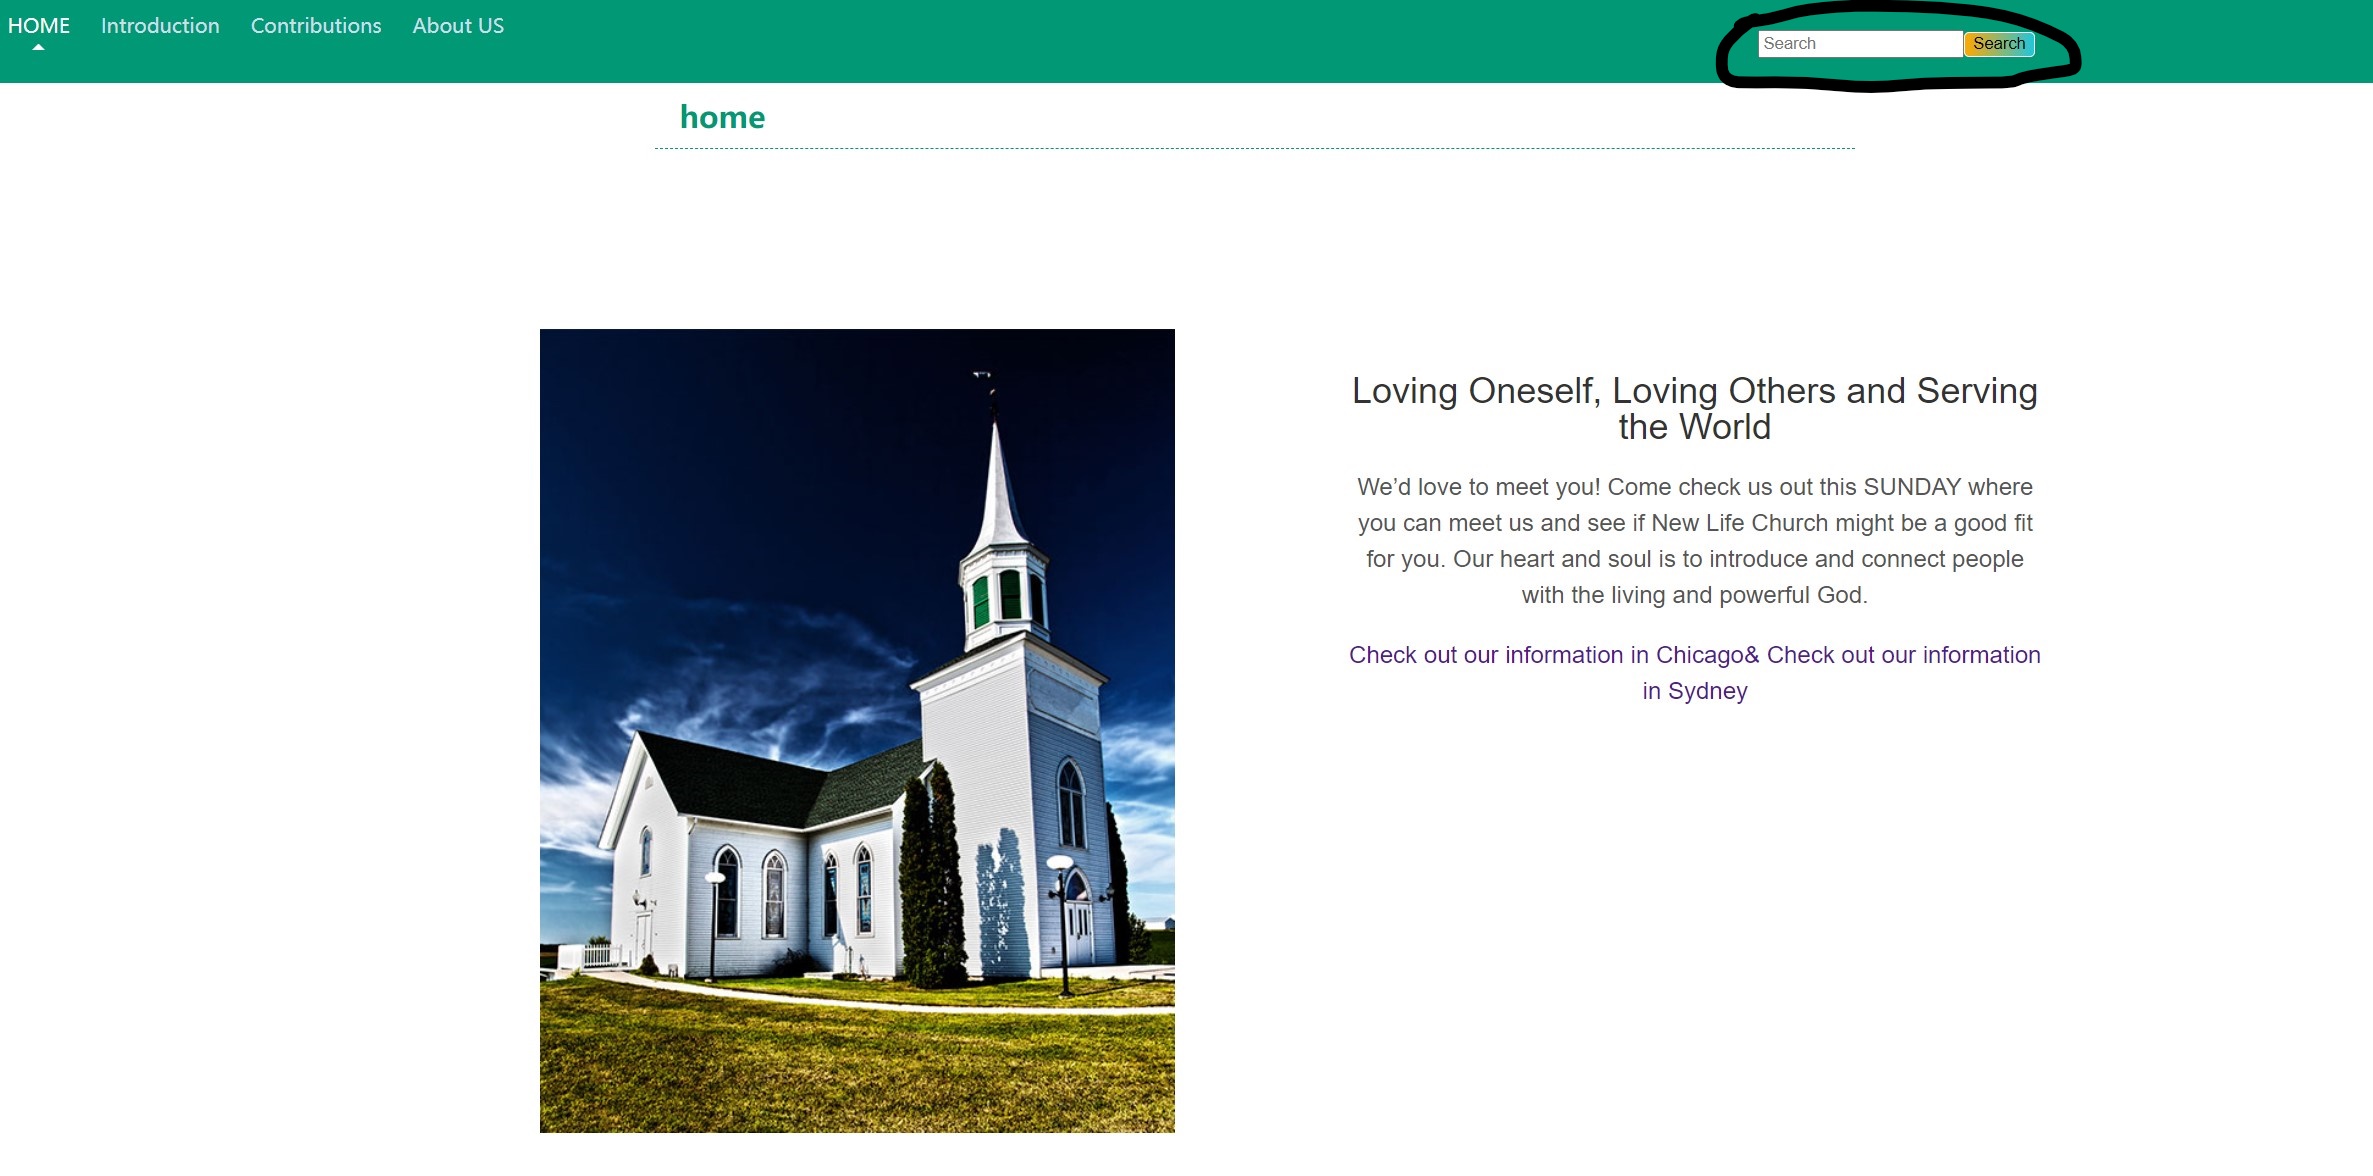 HOME Introduction Contributions About US
Search Search
home
Loving Oneself, Loving Others and Serving
the World
We’d love to meet you! Come check us out this SUNDAY where
you can meet us and see if New Life Church might be a good fit
for you. Our heart and soul is to introduce and connect people
with the living and powerful God.
Check out our information in Chicago& Check out our information
in Sydney